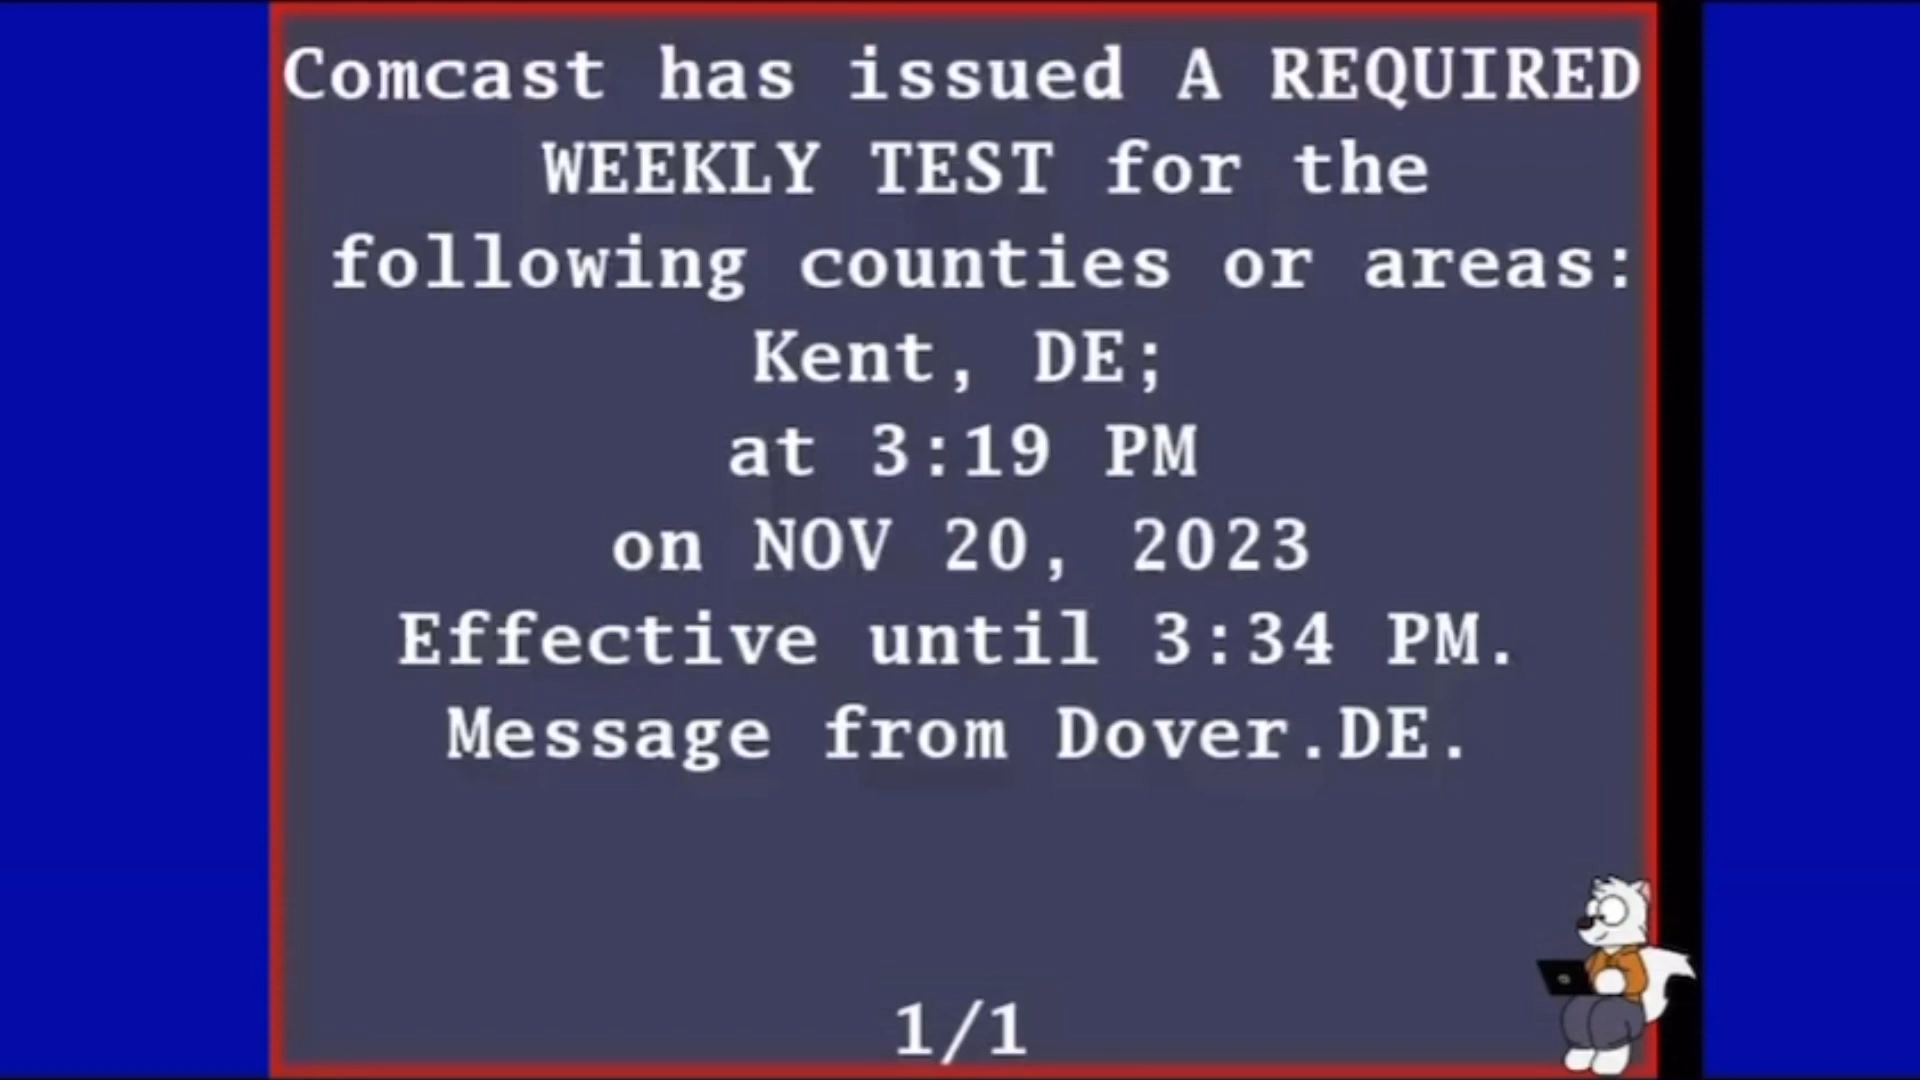 Comcast has issued A REQUIRED
WEEKLY TEST for the
following counties or areas:
Kent, DE;
at 3:19 PM
on NOV 20, 2023
Effective until 3:34 PM.
Message from Dover.DE.
1/1